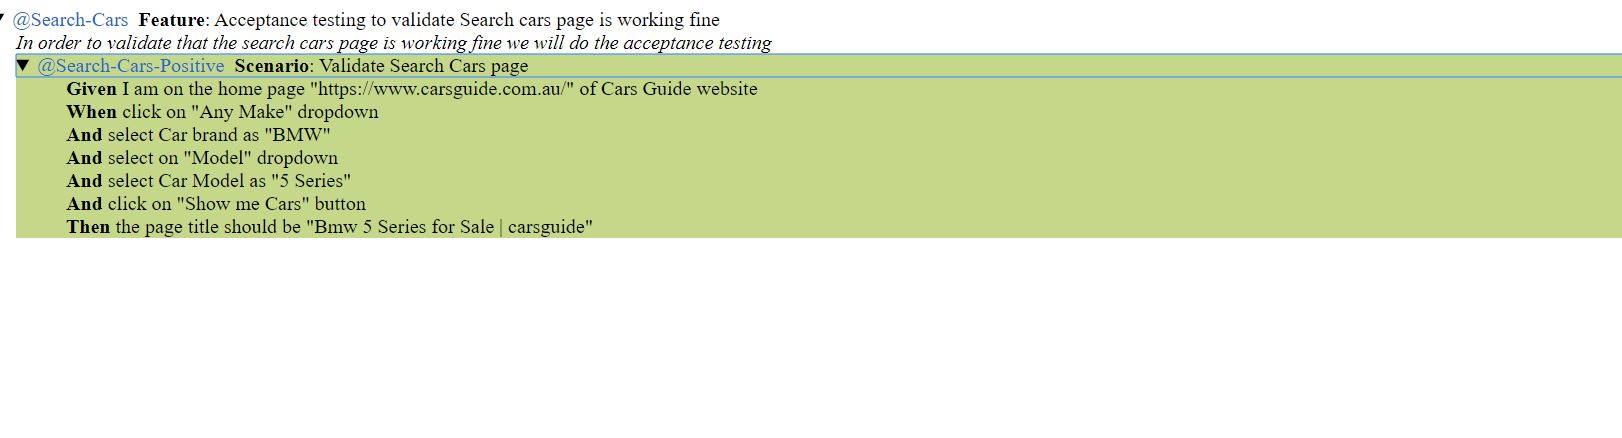 @Search-Cars Feature: Acceptance testing to validate Search cars page is working fine
In order to validate that the search cars page is working fine we will do the acceptance testing
@Search-Cars-Positive Scenario: Validate Search Cars page
Given I am on the home page "https://www.carsguide.com.au/" of Cars Guide website
When click on "Any Make" dropdown
And select Car brand as "BMW"
And select on "Model" dropdown
And select Car Model as "5 Series"
And click on "Show me Cars" button
Then the page title should be "Bmw 5 Series for Sale | carsguide"